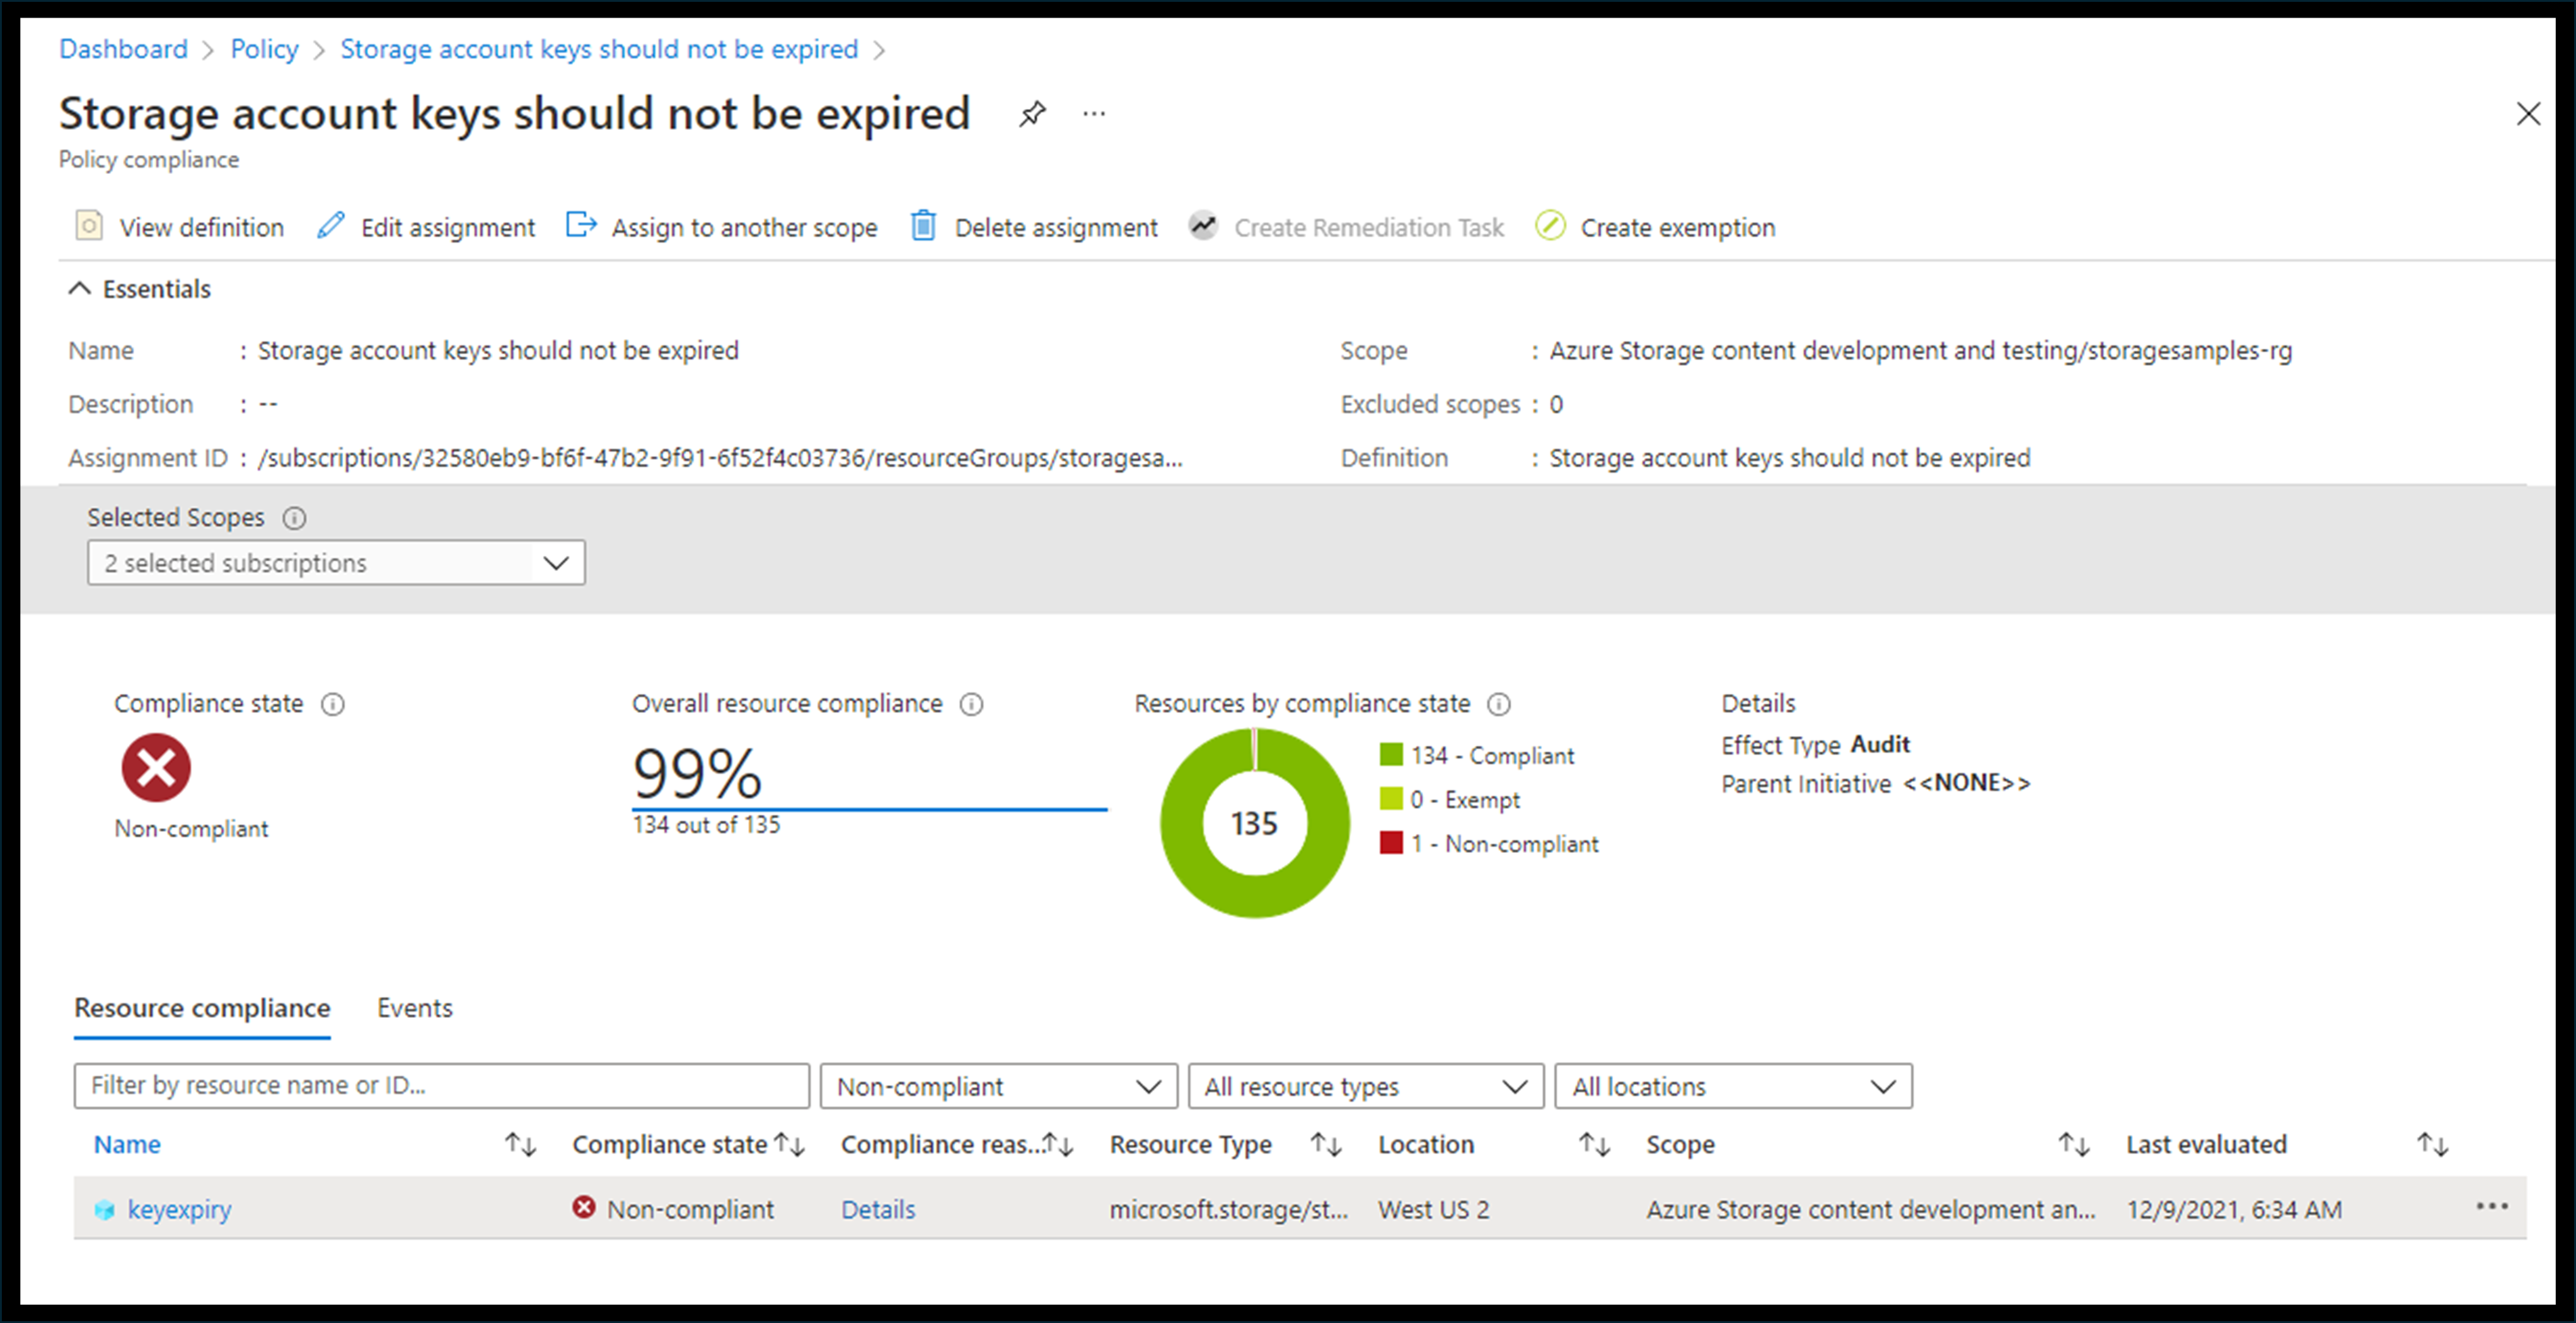 Dashboard > Policy > Storage account keys should not be expired >
Storage account keys should not be expired ...
Policy compliance
View definition Edit assignment Assign to another scope Delete assignment Create Remediation Task Create exemption
Essentials
Name : Storage account keys should not be expired Scope : Azure Storage content development and testing/storagesamples-rg
Description : -- Excluded scopes : 0
Assignment ID : /subscriptions/32580eb9-bf6f-47b2-9f91-6f52f4c03736/resourceGroups/storagesa... Definition : Storage account keys should not be expired
Selected Scopes
2 selected subscriptions
Compliance state
Non-compliant
Overall resource compliance
99%
134 out of 135
Resources by compliance state
135
134 - Compliant
0 - Exempt
1 - Non-compliant
Details
Effect Type Audit
Parent Initiative <<NONE>>
Resource compliance Events
Filter by resource name or ID... Non-compliant All resource types All locations
Name Compliance state Compliance reas... Resource Type Location Scope Last evaluated
keyexpiry Non-compliant Details microsoft.storage/st... West US 2 Azure Storage content development an... 12/9/2021, 6:34 AM ...